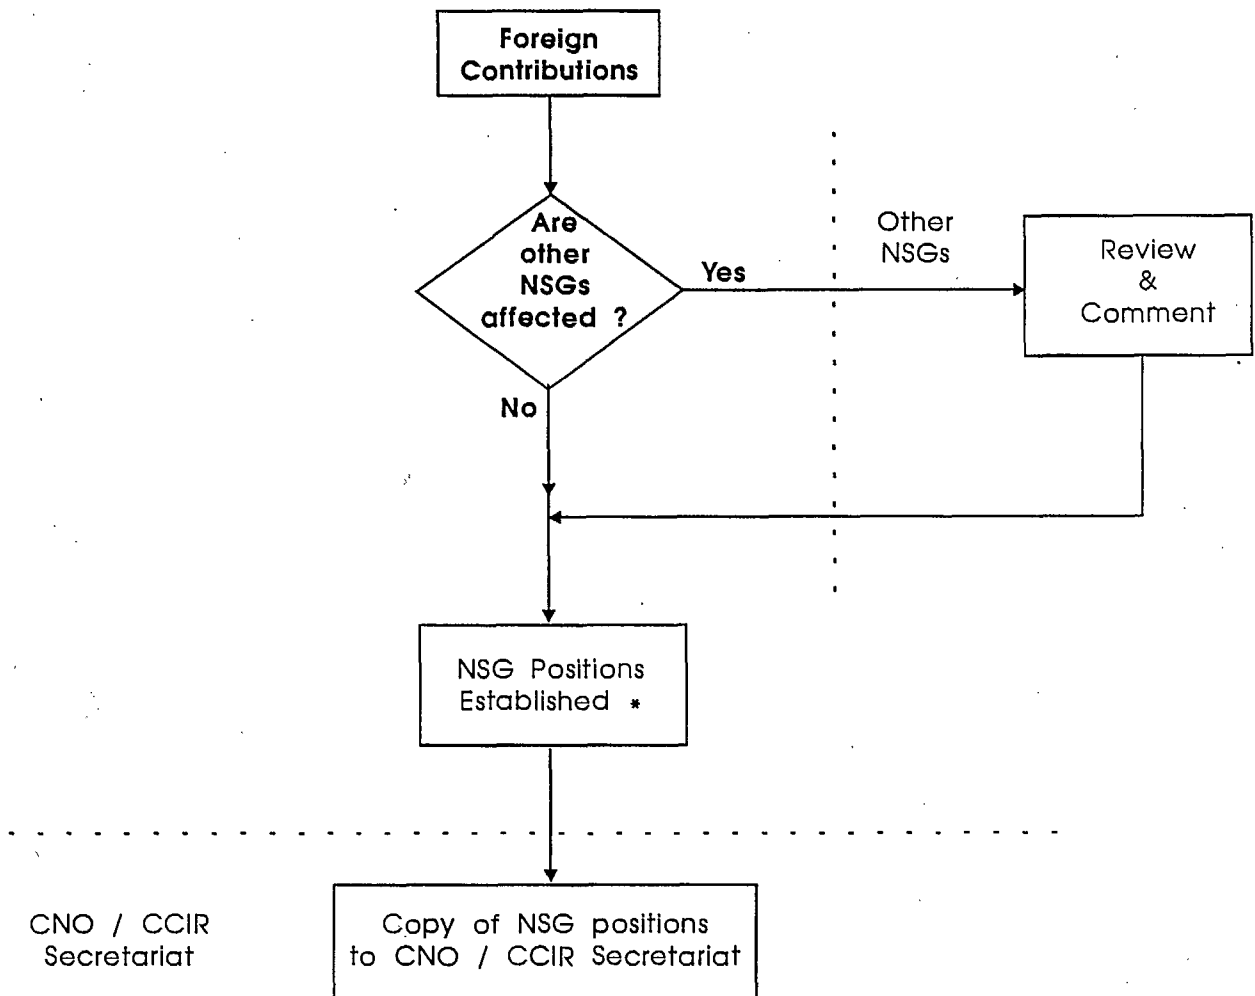 Foreign
Contributions
Are
other
NSGs
affected ?
Yes
Other
NSGs
Review
&
Comment
No
NSG Positions
Established *
CNO / CCIR
Secretariat
Copy of NSG positions
to CNO / CCIR Secretariat